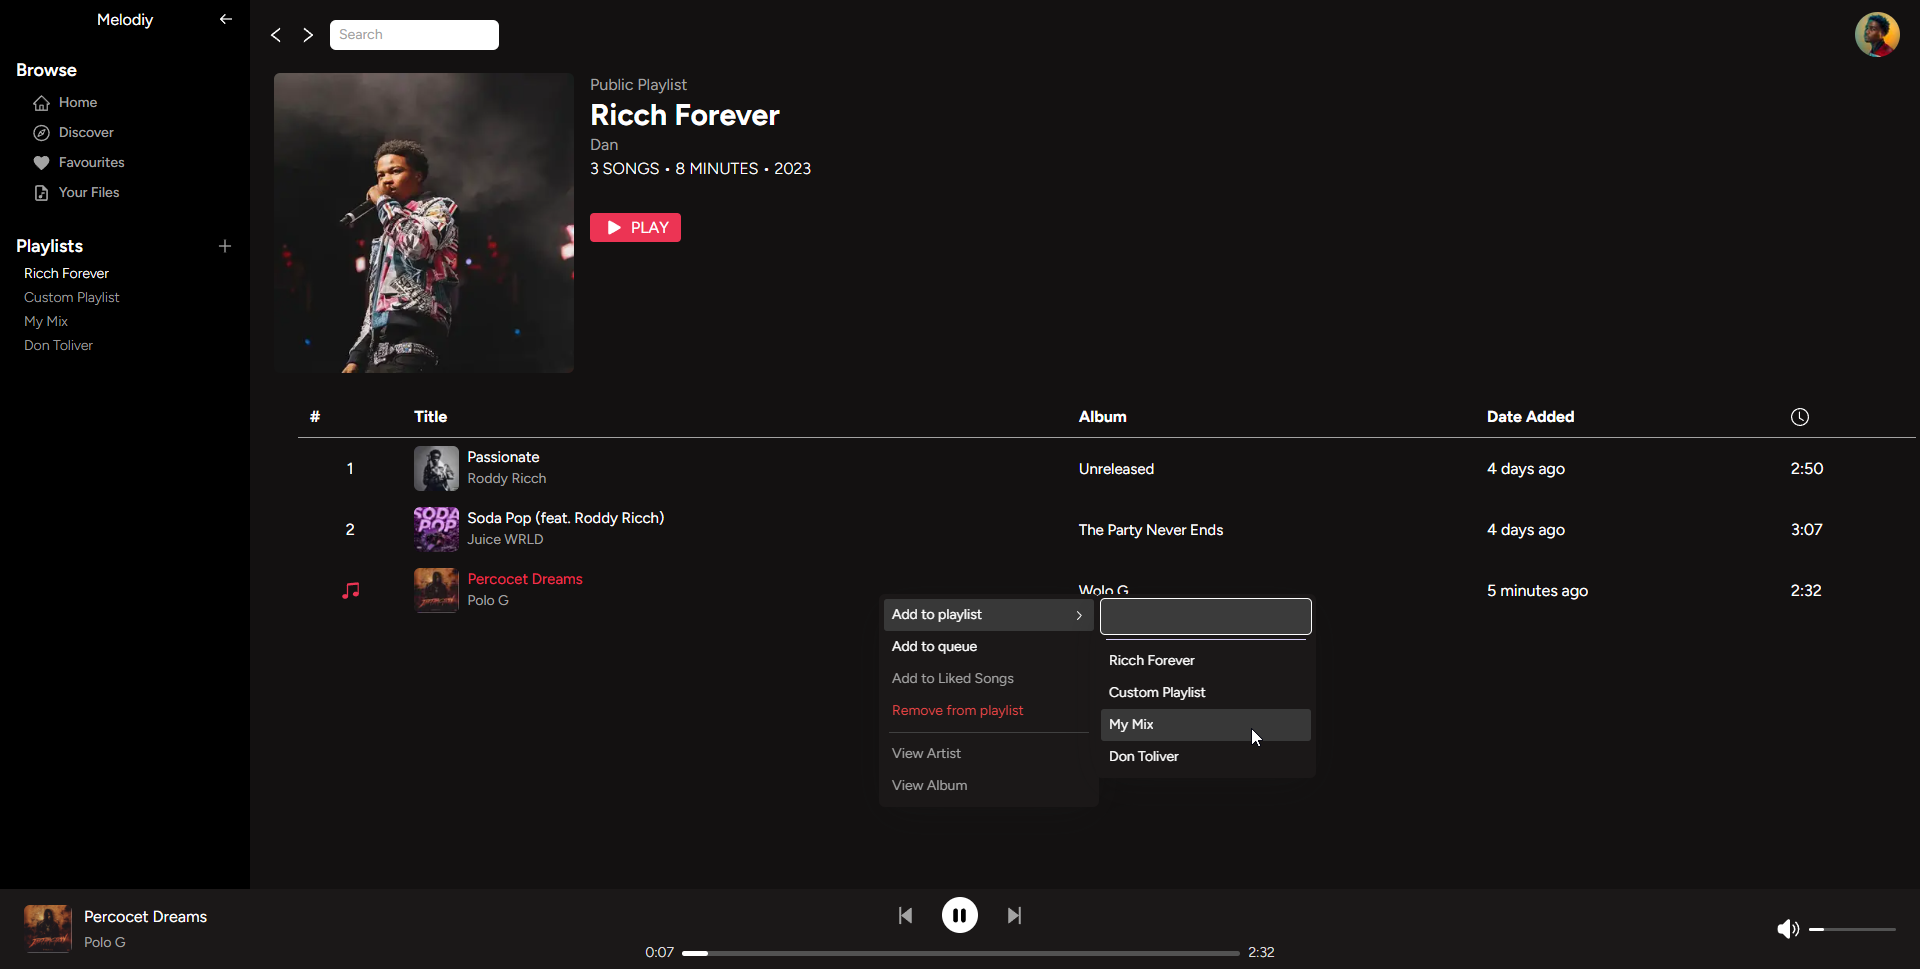 Melodiy
Browse
Home
Discover
Favourites
Your Files
Playlists
Ricch Forever
Custom Playlist
My Mix
Don Toliver
Search
Public Playlist
Ricch Forever
Dan
3 SONGS • 8 MINUTES • 2023
PLAY
# Title Album Date Added
1 Passionate Unreleased 4 days ago 2:50
Roddy Ricch
SODA
POP
2 Soda Pop (feat. Roddy Ricch) The Party Never Ends 4 days ago 3:07
Juice WRLD
Percocet Dreams Wolo G 5 minutes ago 2:32
Polo G
Add to playlist
Add to queue
Add to Liked Songs
Remove from playlist
View Artist
View Album
Ricch Forever
Custom Playlist
My Mix
Don Toliver
Percocet Dreams
Polo G
0:07 2:32